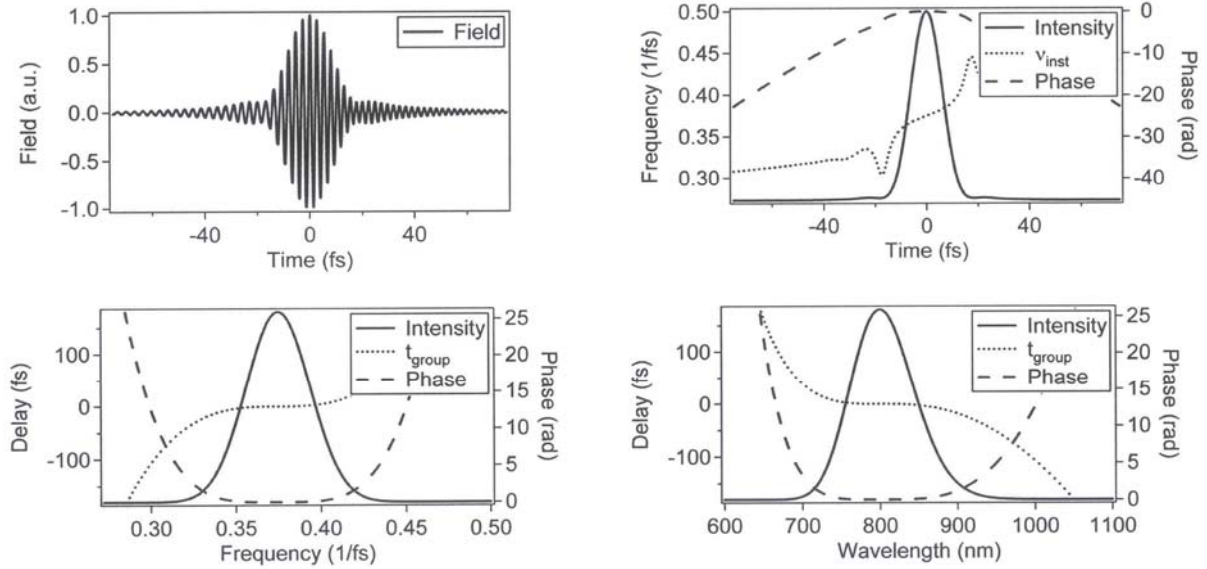 Field (a.u.)
1.0
0.5
0.0
-0.5
-1.0
Field
-40
0
40
Time (fs)
Frequency (1/fs)
0.50
0.45
0.40
0.35
0.30
Intensity
νinst
Phase
0
-10
-20
-30
-40
Phase (rad)
-40
0
40
Time (fs)
Delay (fs)
100
0
-100
Intensity
tgroup
Phase
25
20
15
10
5
0
Phase (rad)
0.30
0.35
0.40
0.45
0.50
Frequency (1/fs)
Delay (fs)
100
0
-100
Intensity
tgroup
Phase
25
20
15
10
5
0
Phase (rad)
600
700
800
900
1000
1100
Wavelength (nm)